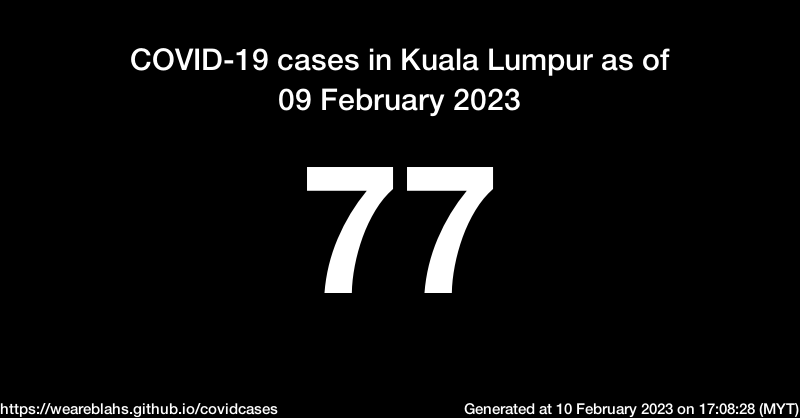 COVID-19 cases in Kuala Lumpur as of
09 February 2023
77
https://weareblahs.github.io/covidcases
Generated at 10 February 2023 on 17:08:28 (MYT)